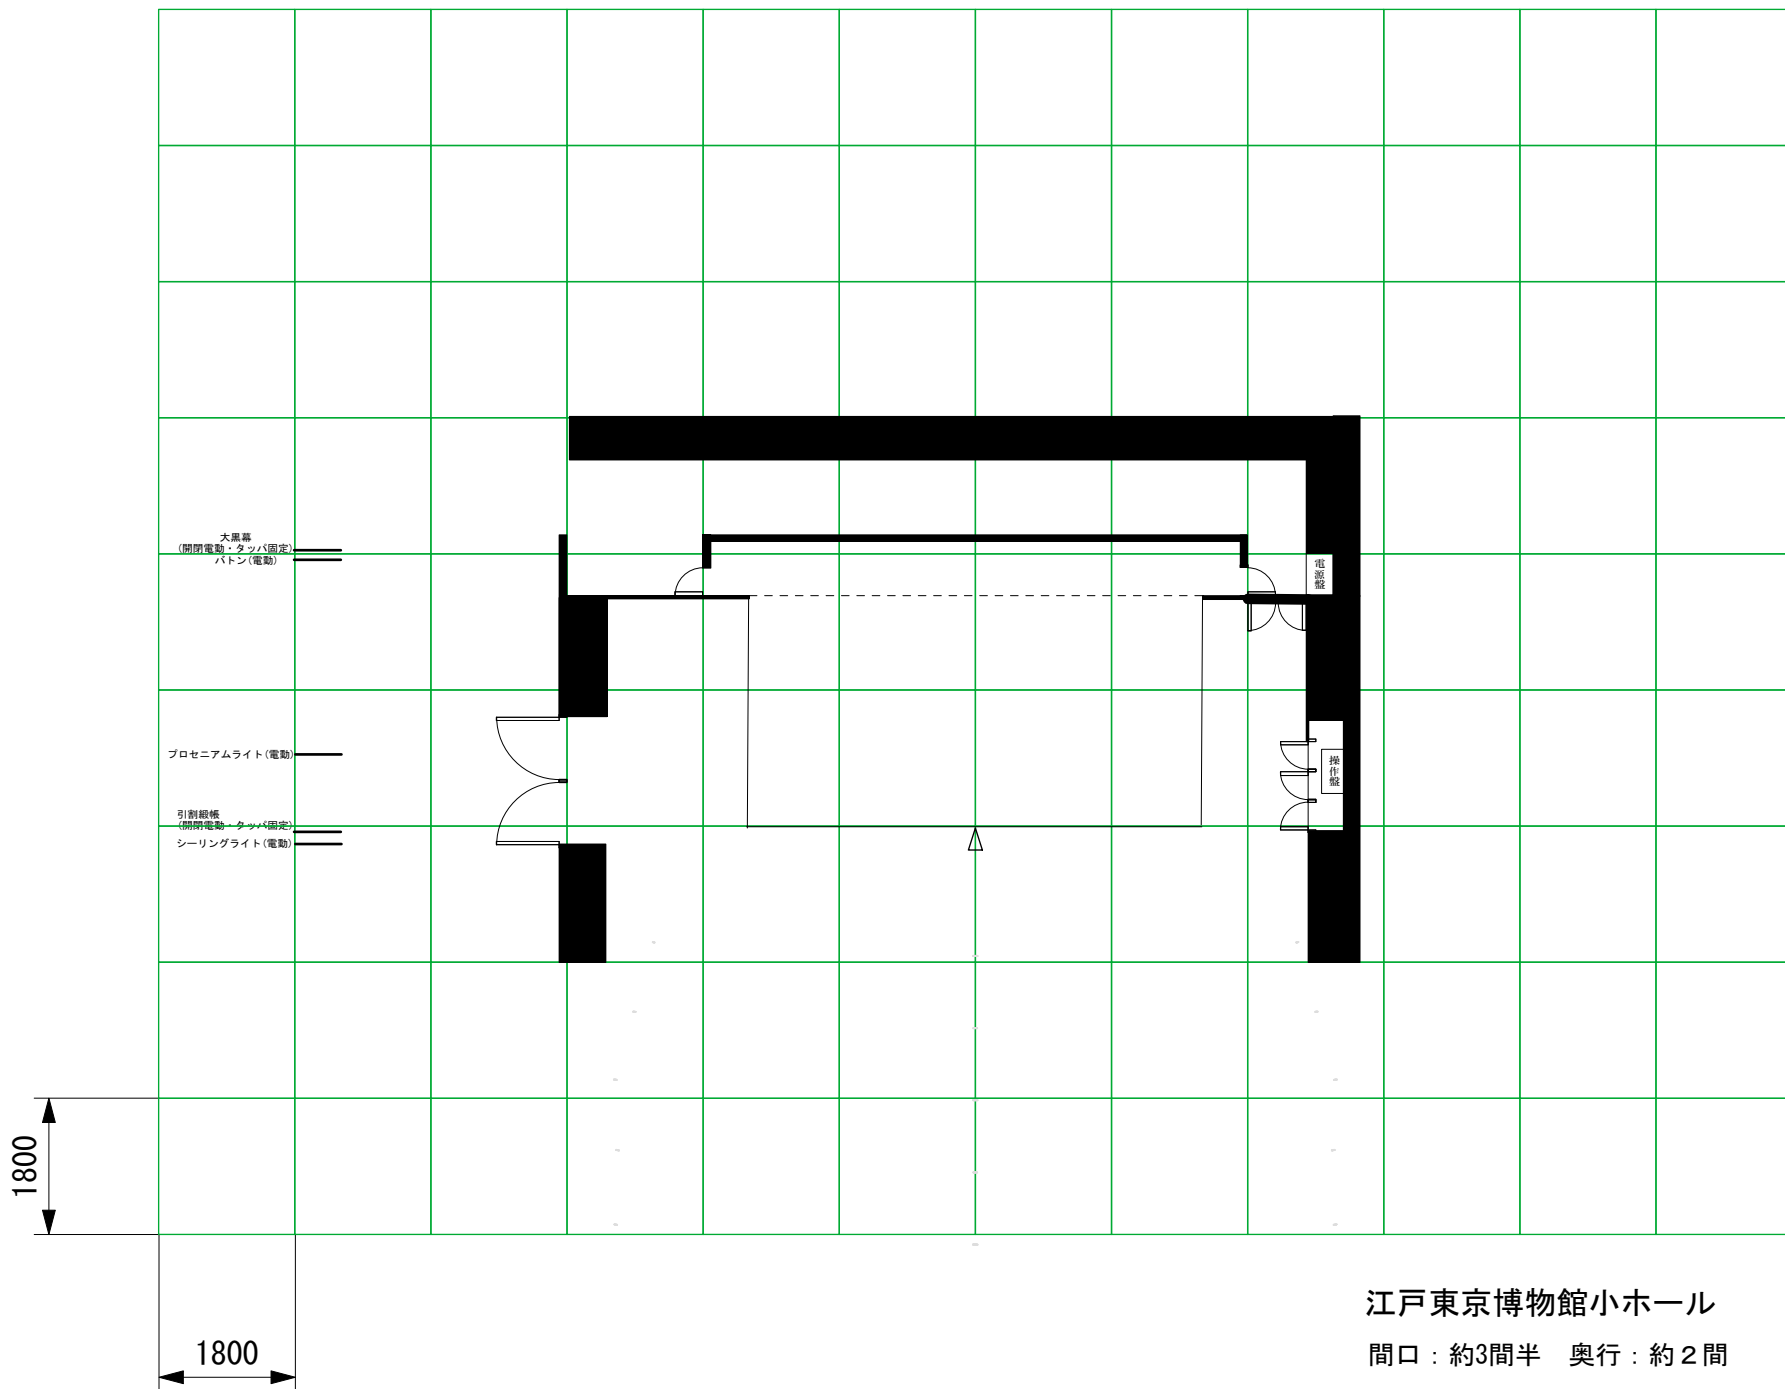 大黒幕
(開閉電動・タッパ固定)
バトン(電動)
電源盤
プロセニアムライト(電動)
操作盤
引割緞帳
(開閉電動・タッパ固定)
シーリングライト(電動)
1800
1800
江戸東京博物館小ホール
間口：約3間半　奥行：約２間